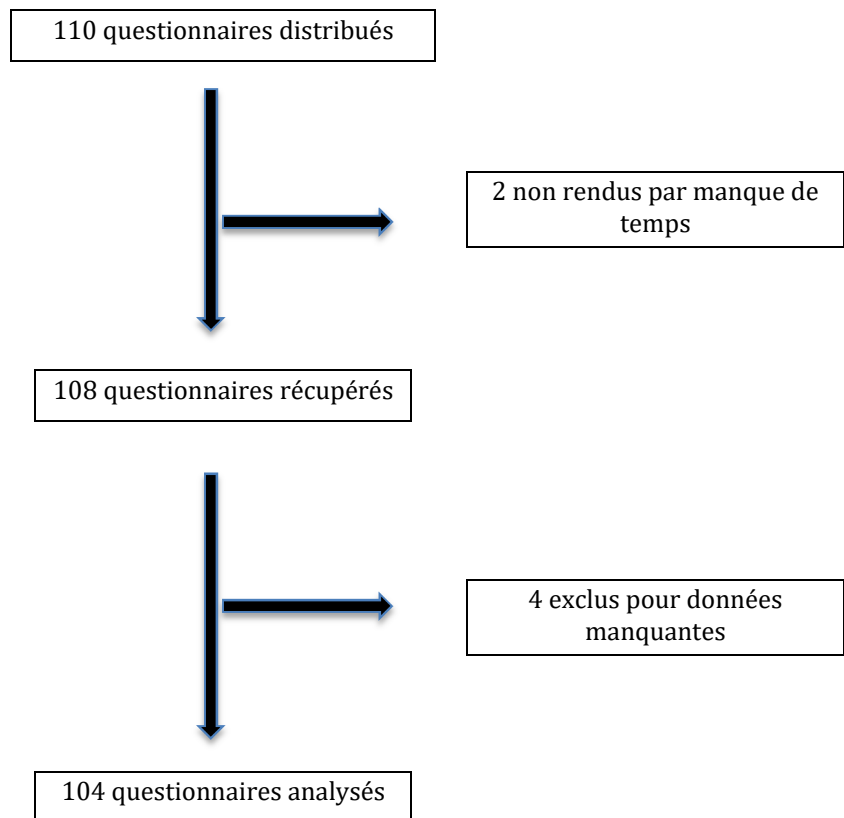 110 questionnaires distribués
2 non rendus par manque de
temps
108 questionnaires récupérés
4 exclus pour données
manquantes
104 questionnaires analysés